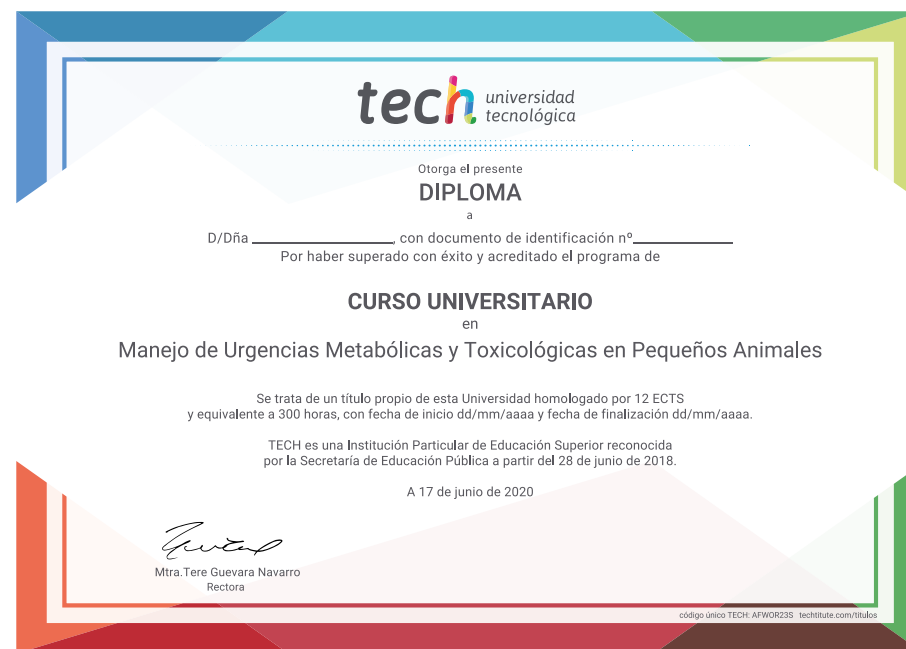 tech universidad
tecnológica
Otorga el presente
DIPLOMA
a
D/Dña ____________________, con documento de identificación nº______________
Por haber superado con éxito y acreditado el programa de
CURSO UNIVERSITARIO
en
Manejo de Urgencias Metabólicas y Toxicológicas en Pequeños Animales
Se trata de un título propio de esta Universidad homologado por 12 ECTS
y equivalente a 300 horas, con fecha de inicio dd/mm/aaaa y fecha de finalización dd/mm/aaaa.
TECH es una Institución Particular de Educación Superior reconocida
por la Secretaría de Educación Pública a partir del 28 de junio de 2018.
A 17 de junio de 2020
Mtra.Tere Guevara Navarro
Rectora
código único TECH: AFWOR23S techtitute.com/titulos